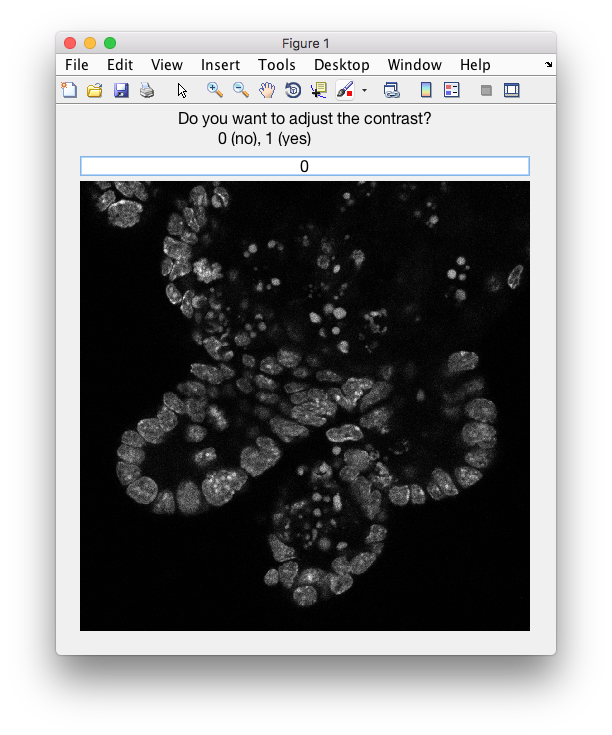 Figure 1
File Edit View Insert Tools Desktop Window Help
Do you want to adjust the contrast?
0 (no), 1 (yes)
0